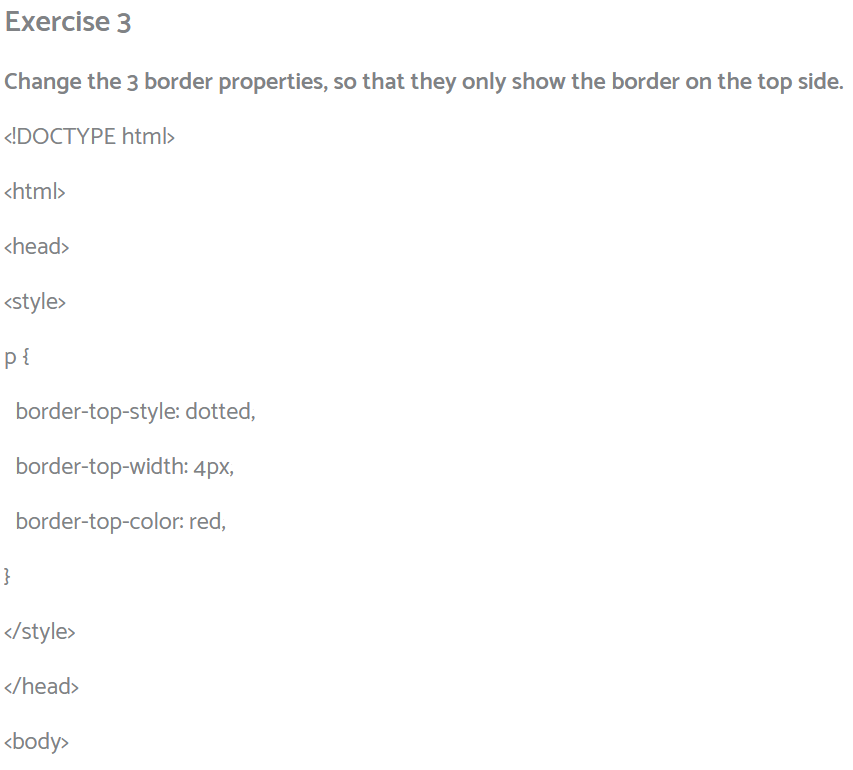 Exercise 3
Change the 3 border properties, so that they only show the border on the top side.
<!DOCTYPE html>
<html>
<head>
<style>
p {
border-top-style: dotted,
border-top-width: 4px,
border-top-color: red,
}
</style>
</head>
<body>